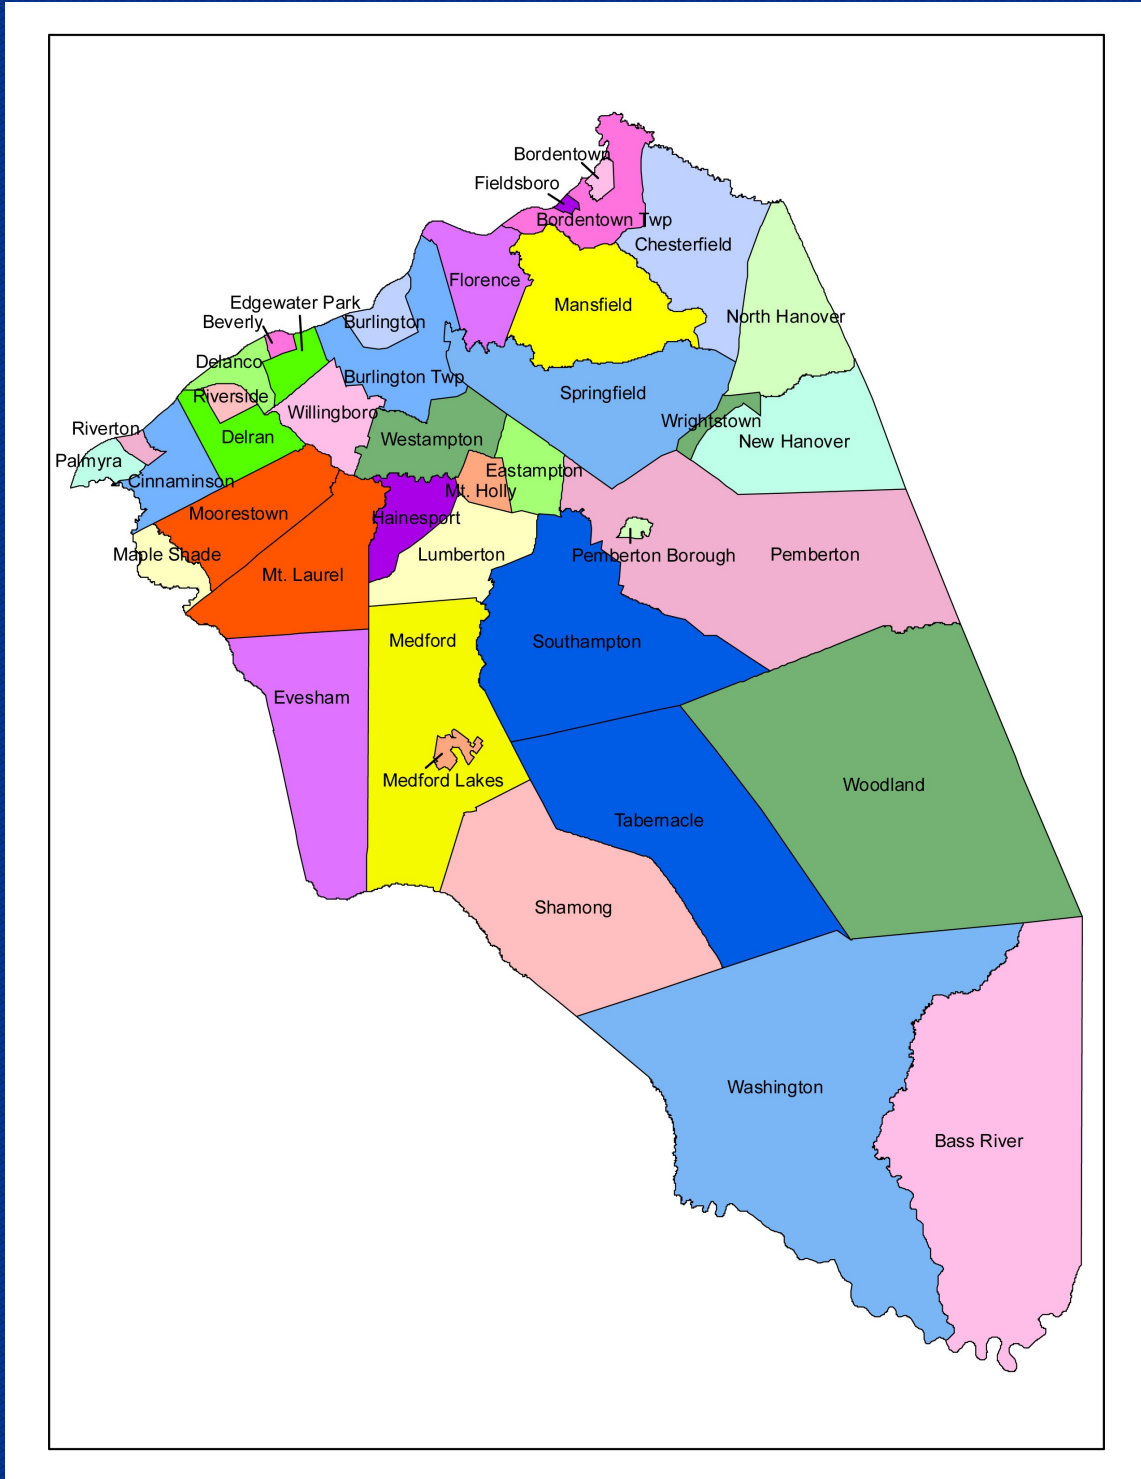 Bordentown
Fieldsboro
Bordentown Twp
Chesterfield
Florence
Edgewater Park
Mansfield
Beverly
Burlington
North Hanover
Delanco
Burlington Twp
Springfield
Riverside
Willingboro
Wrightstown
Riverton
Delran
Westampton
New Hanover
Palmyra
Eastampton
Cinnaminson
Mt. Holly
Moorestown
Hainesport
Maple Shade
Lumberton
Pemberton Borough
Pemberton
Mt. Laurel
Medford
Southampton
Evesham
Medford Lakes
Woodland
Tabernacle
Shamong
Washington
Bass River